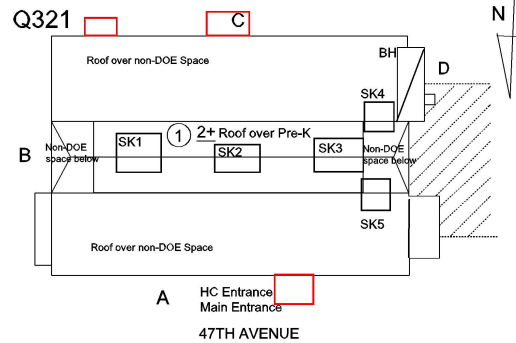 Q321
C
N
Roof over non-DOE Space
BH
D
SK4
1
2+ Roof over Pre-K
SK1
SK2
SK3
B
Non-DOE
space below
Non-DOE
space below
SK5
Roof over non-DOE Space
A
HC Entrance
Main Entrance
47TH AVENUE